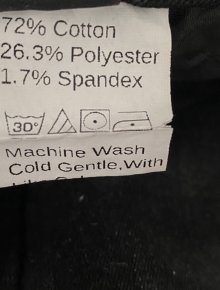 72% Cotton
26.3% Polyester
1.7% Spandex
30°
Machine Wash
Cold Gentle,With